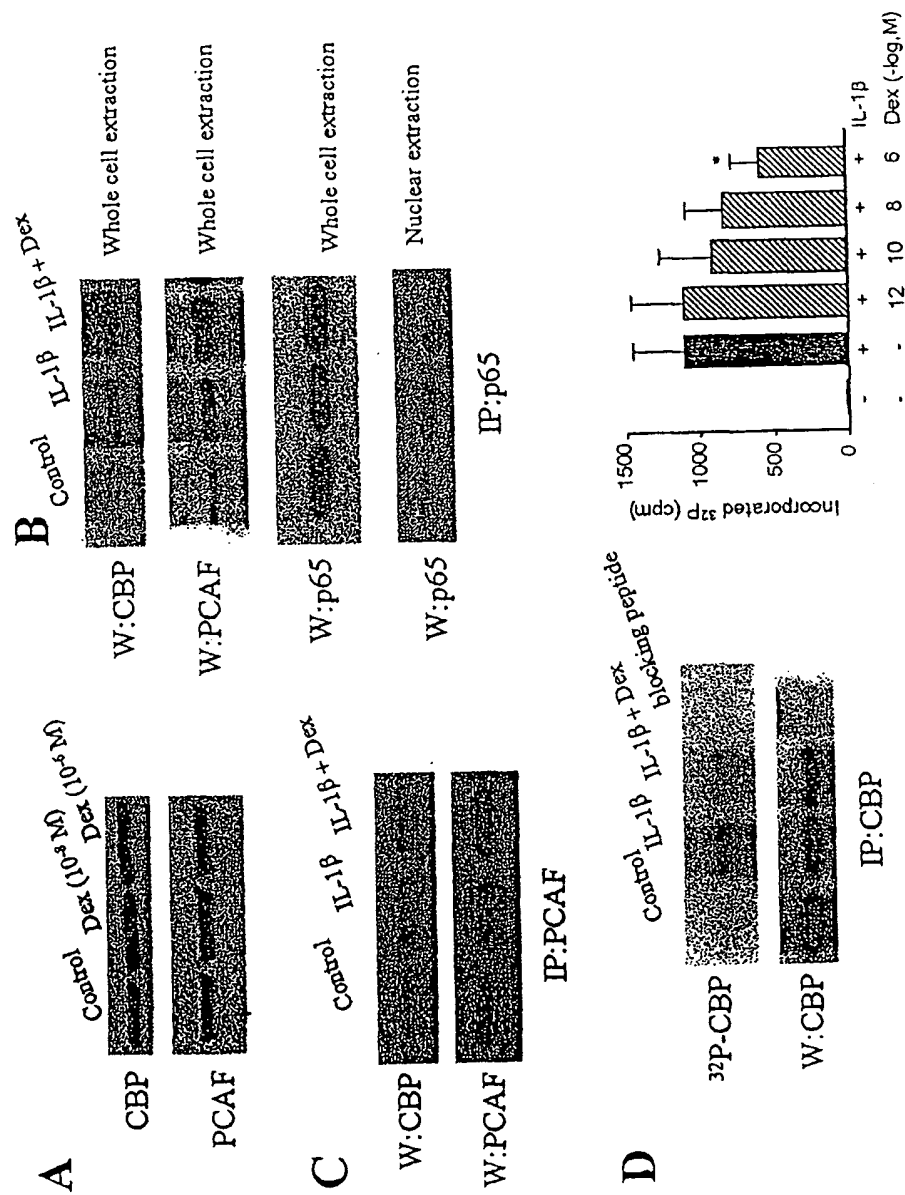 A
Control Dex (10-8 M) Dex (10-6 M)
CBP
PCAF
B
Control IL-1β IL-1β + Dex
W:CBP Whole cell extraction
W:PCAF Whole cell extraction
W:p65 Whole cell extraction
W:p65 Nuclear extraction
IP:p65
C
Control IL-1β IL-1β + Dex
W:CBP
W:PCAF
IP:PCAF
D
Control IL-1β IL-1β + Dex blocking peptide
32P-CBP
W:CBP
IP:CBP
Incorporated 32P (cpm)
1500
1000
500
0
*
- + + + + + IL-1β
- - 12 10 8 6 Dex (-log,M)